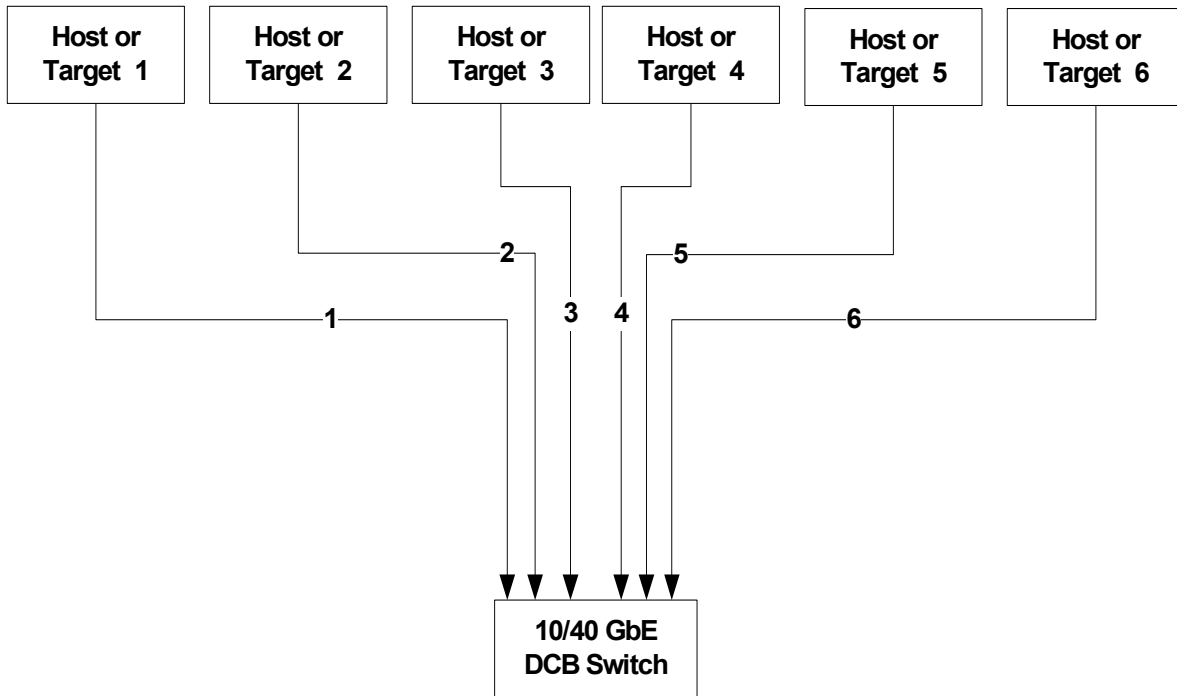 Host or
Target 1
Host or
Target 2
Host or
Target 3
Host or
Target 4
Host or
Target 5
Host or
Target 6
2
5
1
3
4
6
10/40 GbE
DCB Switch